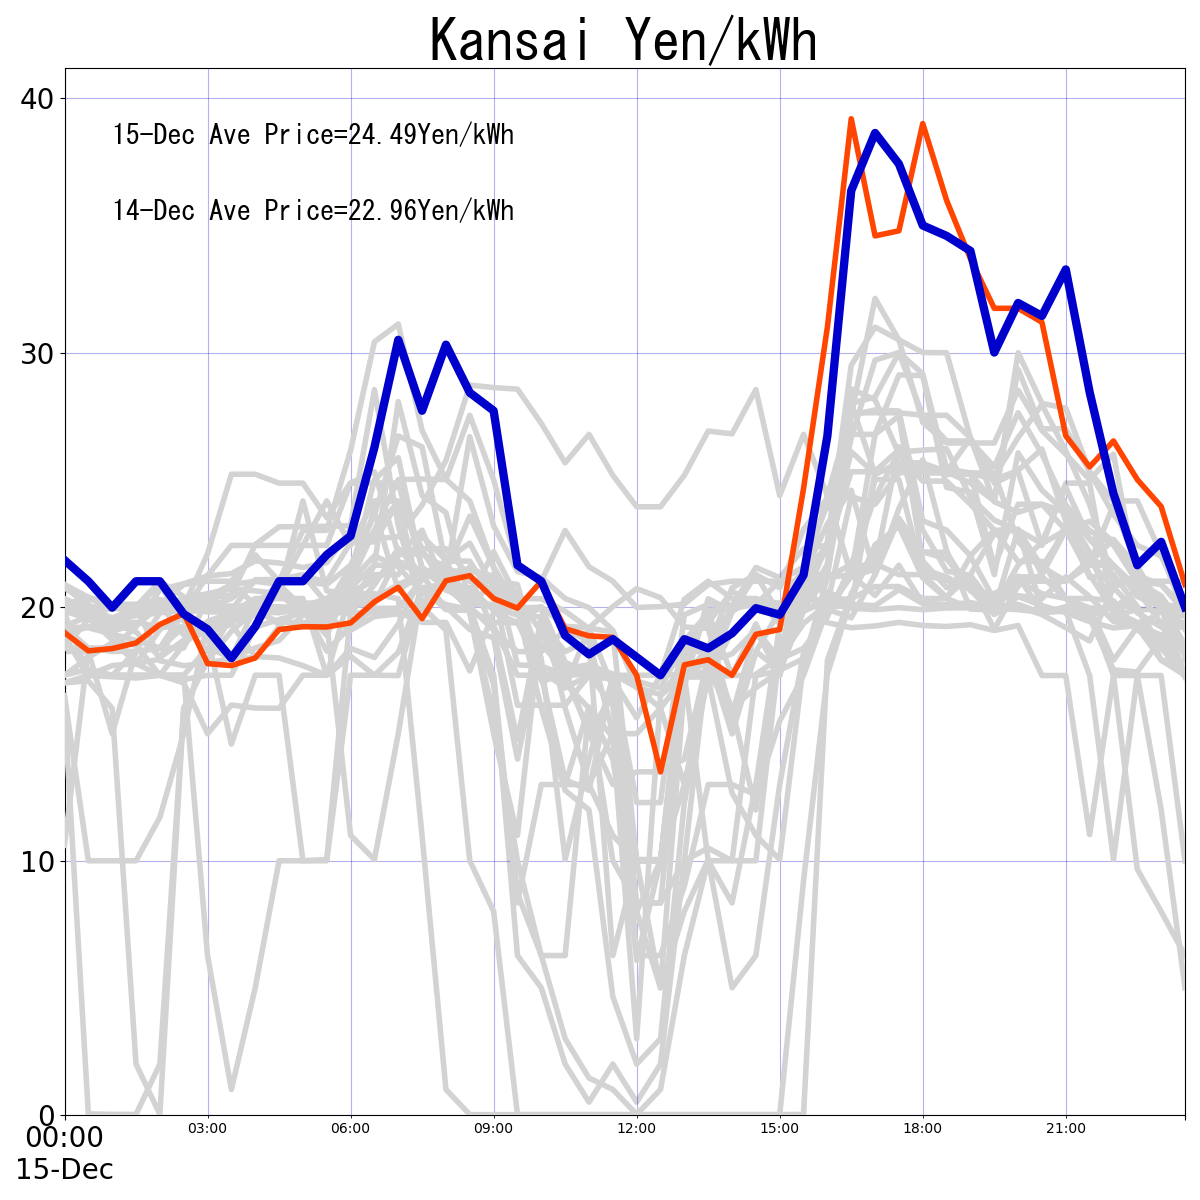 Kansai Yen/kWh
40
15-Dec Ave Price=24.49Yen/kWh
14-Dec Ave Price=22.96Yen/kWh
30
20
10
0
00:00 03:00 06:00 09:00 12:00 15:00 18:00 21:00
15-Dec